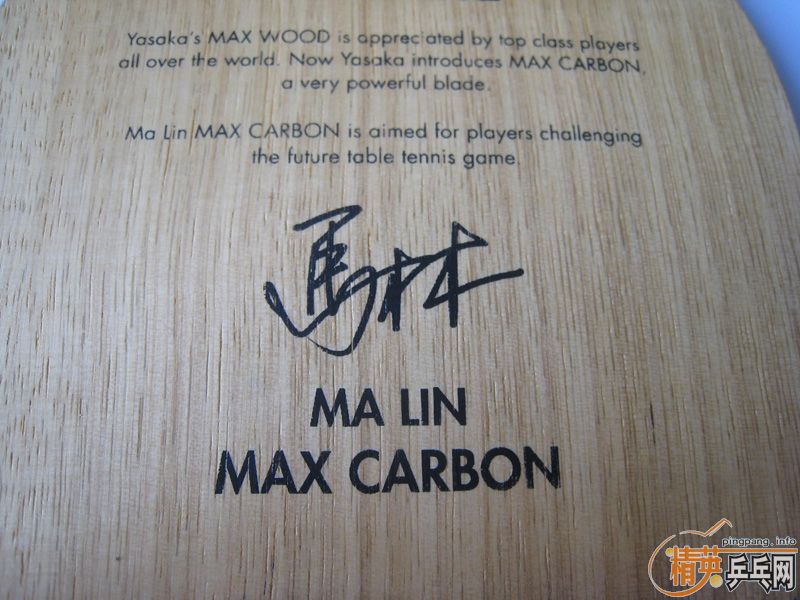 Yasaka's MAX WOOD is appreciated by top class players
all over the world. Now Yasaka introduces MAX CARBON,
a very powerful blade.
Ma Lin MAX CARBON is aimed for players challenging
the future table tennis game.
馬林
MA LIN
MAX CARBON
pingpang.info
精英乒乓网